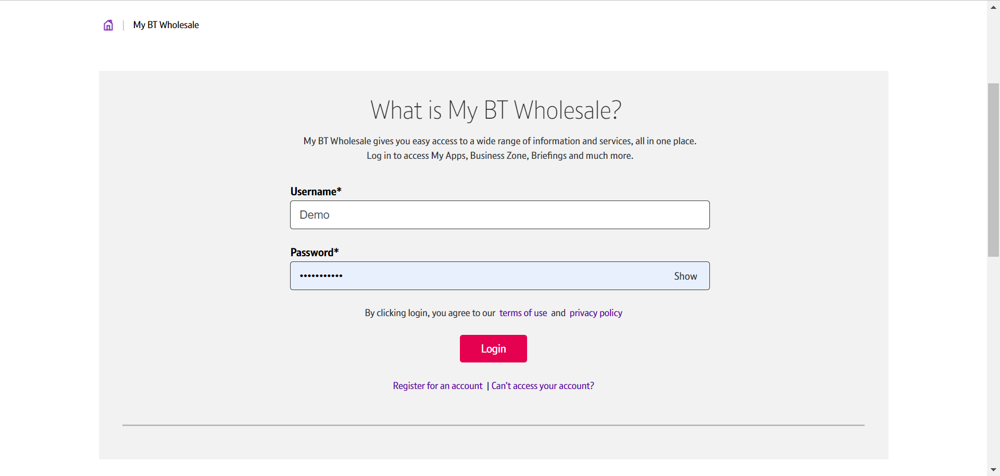 My BT Wholesale
What is My BT Wholesale?
My BT Wholesale gives you easy access to a wide range of information and services, all in one place.
Log in to access My Apps, Business Zone, Briefings and much more.
Username*
Demo
Password*
•••••••••••
Show
By clicking login, you agree to our terms of use and privacy policy
Login
Register for an account | Can't access your account?